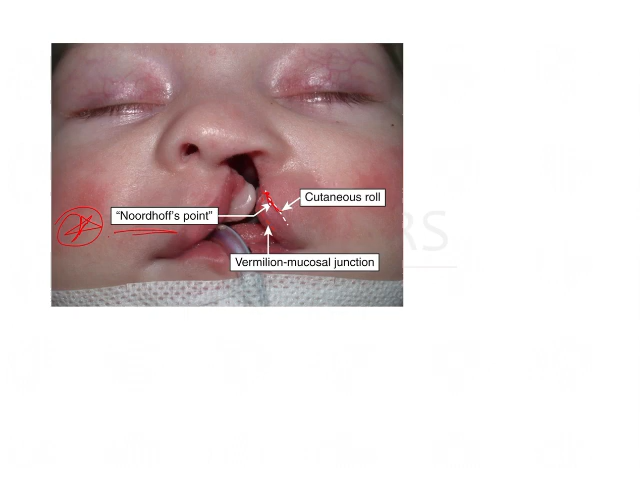 Cutaneous roll
“Noordhoff’s point”
Vermilion-mucosal junction